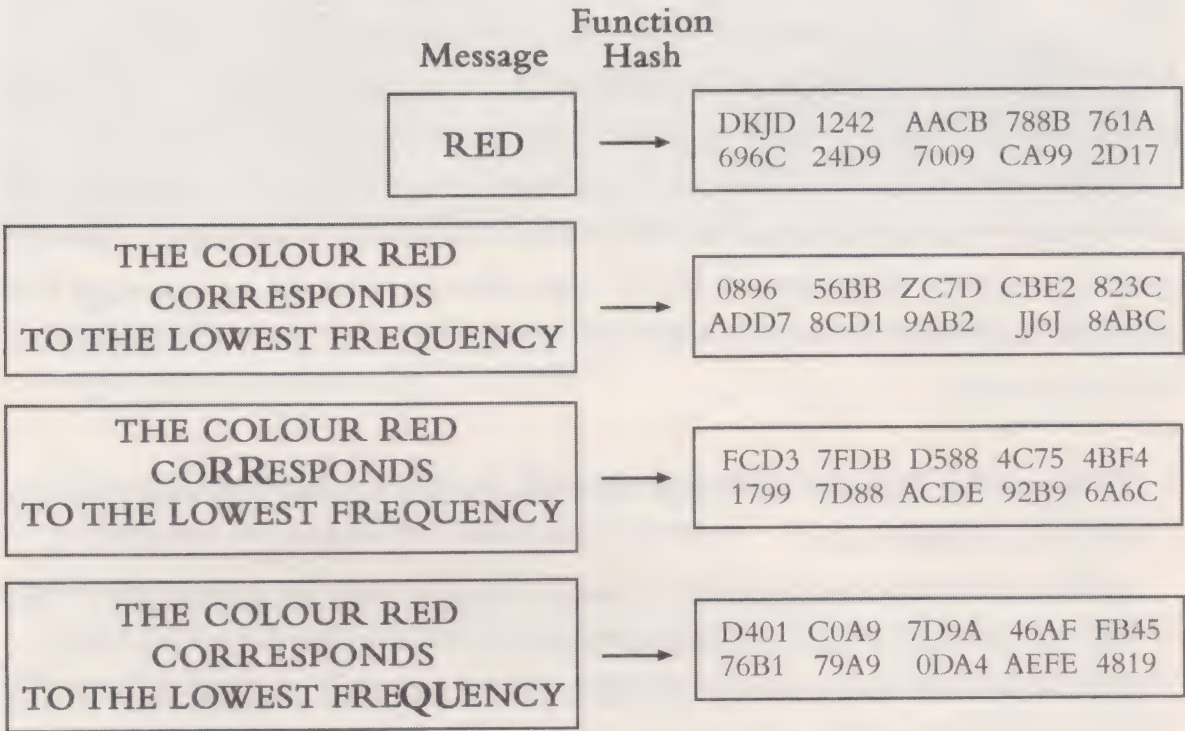 Function
Message Hash
RED
DKJD 1242 AACB 788B 761A
696C 24D9 7009 CA99 2D17
THE COLOUR RED
CORRESPONDS
TO THE LOWEST FREQUENCY
0896 56BB ZC7D CBE2 823C
ADD7 8CD1 9AB2 JJ6J 8ABC
THE COLOUR RED
CORRESPONDS
TO THE LOWEST FREQUENCY
FCD3 7FDB D588 4C75 4BF4
1799 7D88 ACDE 92B9 6A6C
THE COLOUR RED
CORRESPONDS
TO THE LOWEST FREQUENCY
D401 C0A9 7D9A 46AF FB45
76B1 79A9 0DA4 AEFE 4819